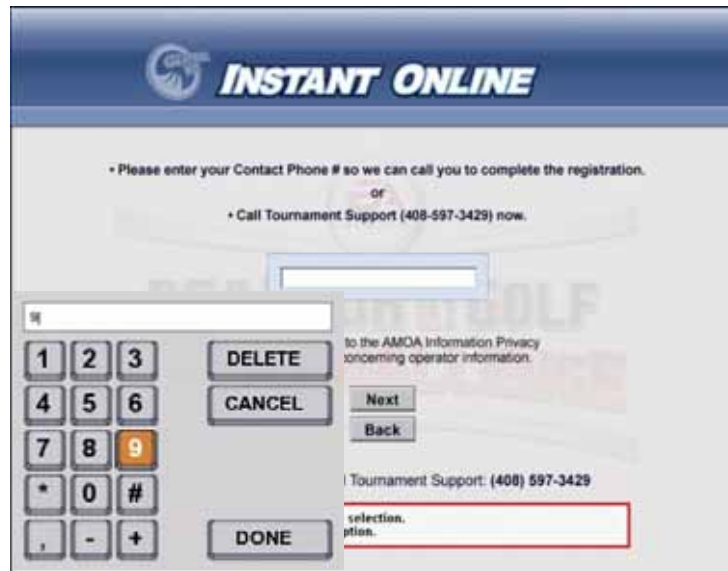 INSTANT ONLINE
• Please enter your Contact Phone # so we can call you to complete the registration.
or
• Call Tournament Support (408-597-3429) now.
GOLF
9
to the AMOA Information Privacy
concerning operator information.
1 2 3 DELETE
4 5 6 CANCEL
7 8 9
* 0 #
, - + DONE
Next
Back
Tournament Support: (408) 597-3429
selection.